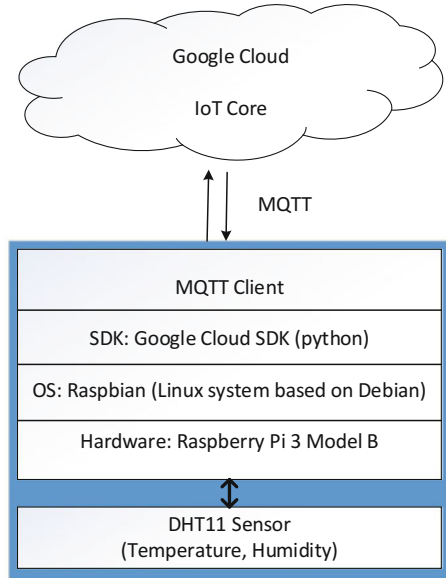 Google Cloud
IoT Core
MQTT
MQTT Client
SDK: Google Cloud SDK (python)
OS: Raspbian (Linux system based on Debian)
Hardware: Raspberry Pi 3 Model B
DHT11 Sensor
(Temperature, Humidity)